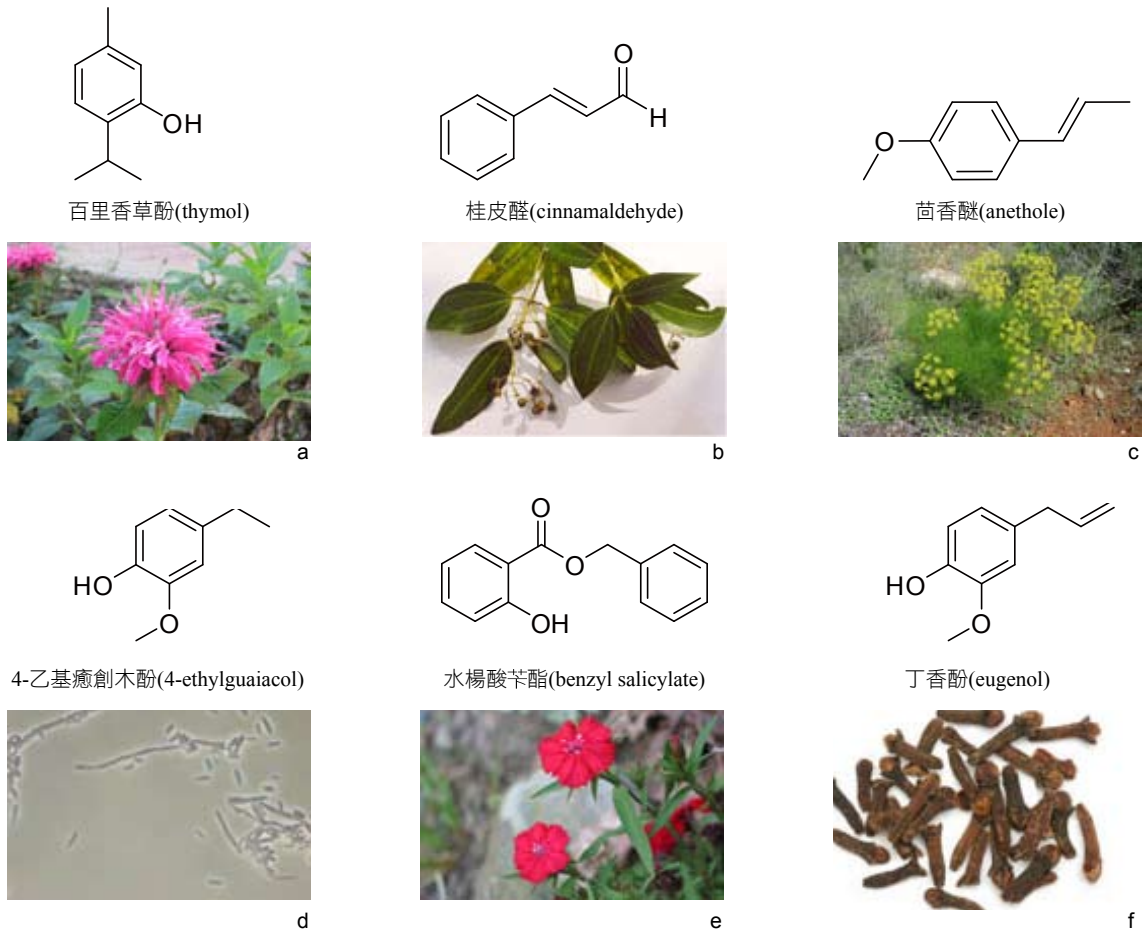 OH
O
H
O
百里香草酚(thymol)
桂皮醛(cinnamaldehyde)
茴香醚(anethole)
a
b
c
HO
O
O
O
OH
HO
O
4-乙基癒創木酚(4-ethylguaiacol)
水楊酸苄酯(benzyl salicylate)
丁香酚(eugenol)
d
e
f